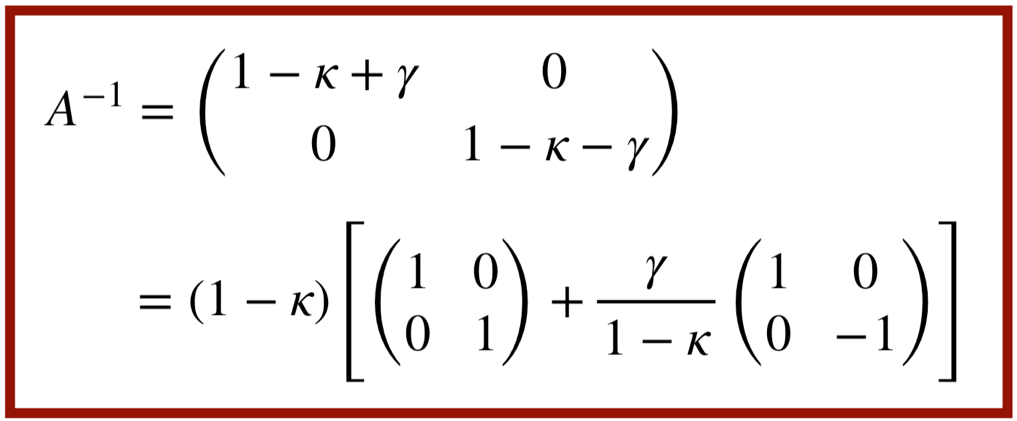 A^{-1} = \begin{pmatrix} 1 - \kappa + \gamma & 0 \\ 0 & 1 - \kappa - \gamma \end{pmatrix}
= (1 - \kappa) \left[ \begin{pmatrix} 1 & 0 \\ 0 & 1 \end{pmatrix} + \frac{\gamma}{1 - \kappa} \begin{pmatrix} 1 & 0 \\ 0 & -1 \end{pmatrix} \right]